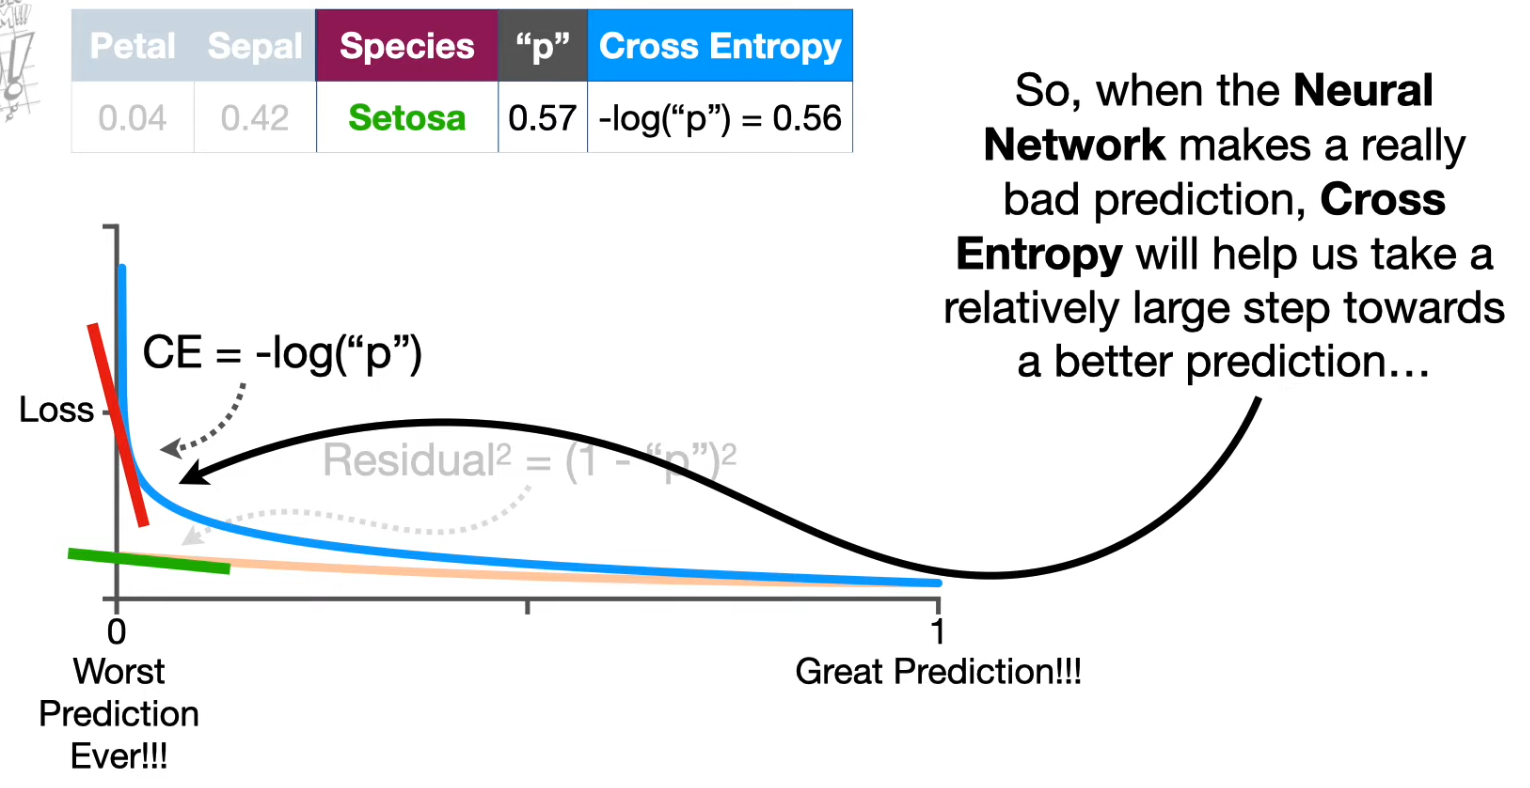 Petal Sepal Species “p” Cross Entropy
0.04 0.42 Setosa 0.57 -log(“p”) = 0.56
So, when the Neural
Network makes a really
bad prediction, Cross
Entropy will help us take a
relatively large step towards
a better prediction…
CE = -log(“p”)
Loss
Residual² = (1 - “p”)²
0
1
Worst
Prediction
Ever!!!
Great Prediction!!!